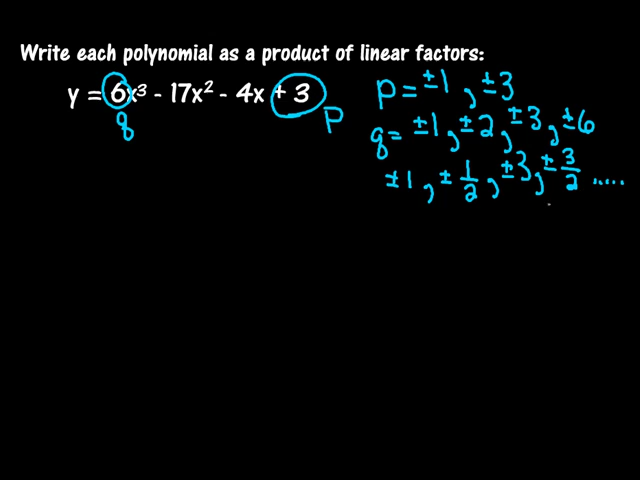 Write each polynomial as a product of linear factors:
y = 6x³ - 17x² - 4x + 3
q
P
p = ±1, ±3
q = ±1, ±2, ±3, ±6
±1, ±1/2, ±3, ±3/2 .....